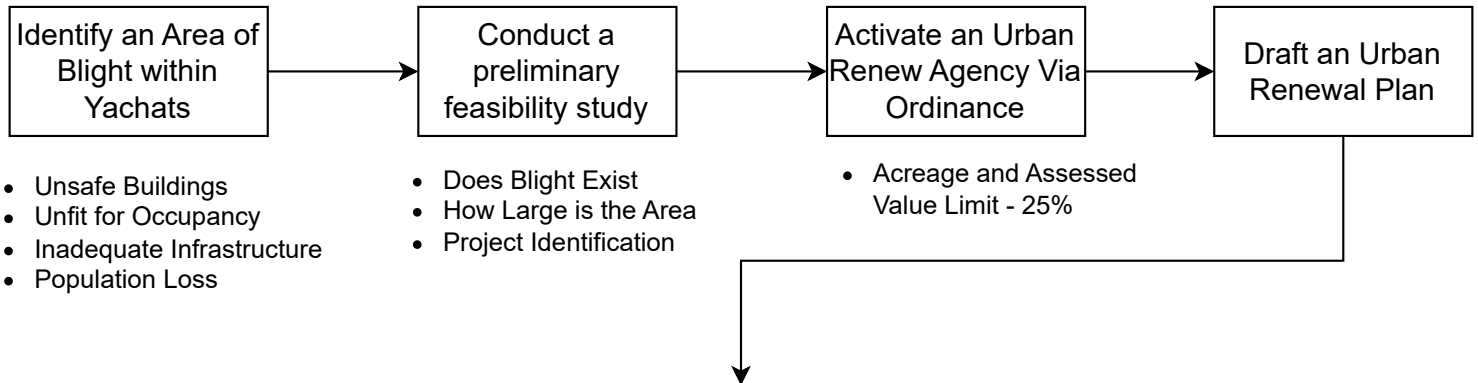 Identify an Area of
Blight within
Yachats
Conduct a
preliminary
feasibility study
Activate an Urban
Renew Agency Via
Ordinance
Draft an Urban
Renewal Plan
• Unsafe Buildings
• Unfit for Occupancy
• Inadequate Infrastructure
• Population Loss
• Does Blight Exist
• How Large is the Area
• Project Identification
• Acreage and Assessed
Value Limit - 25%